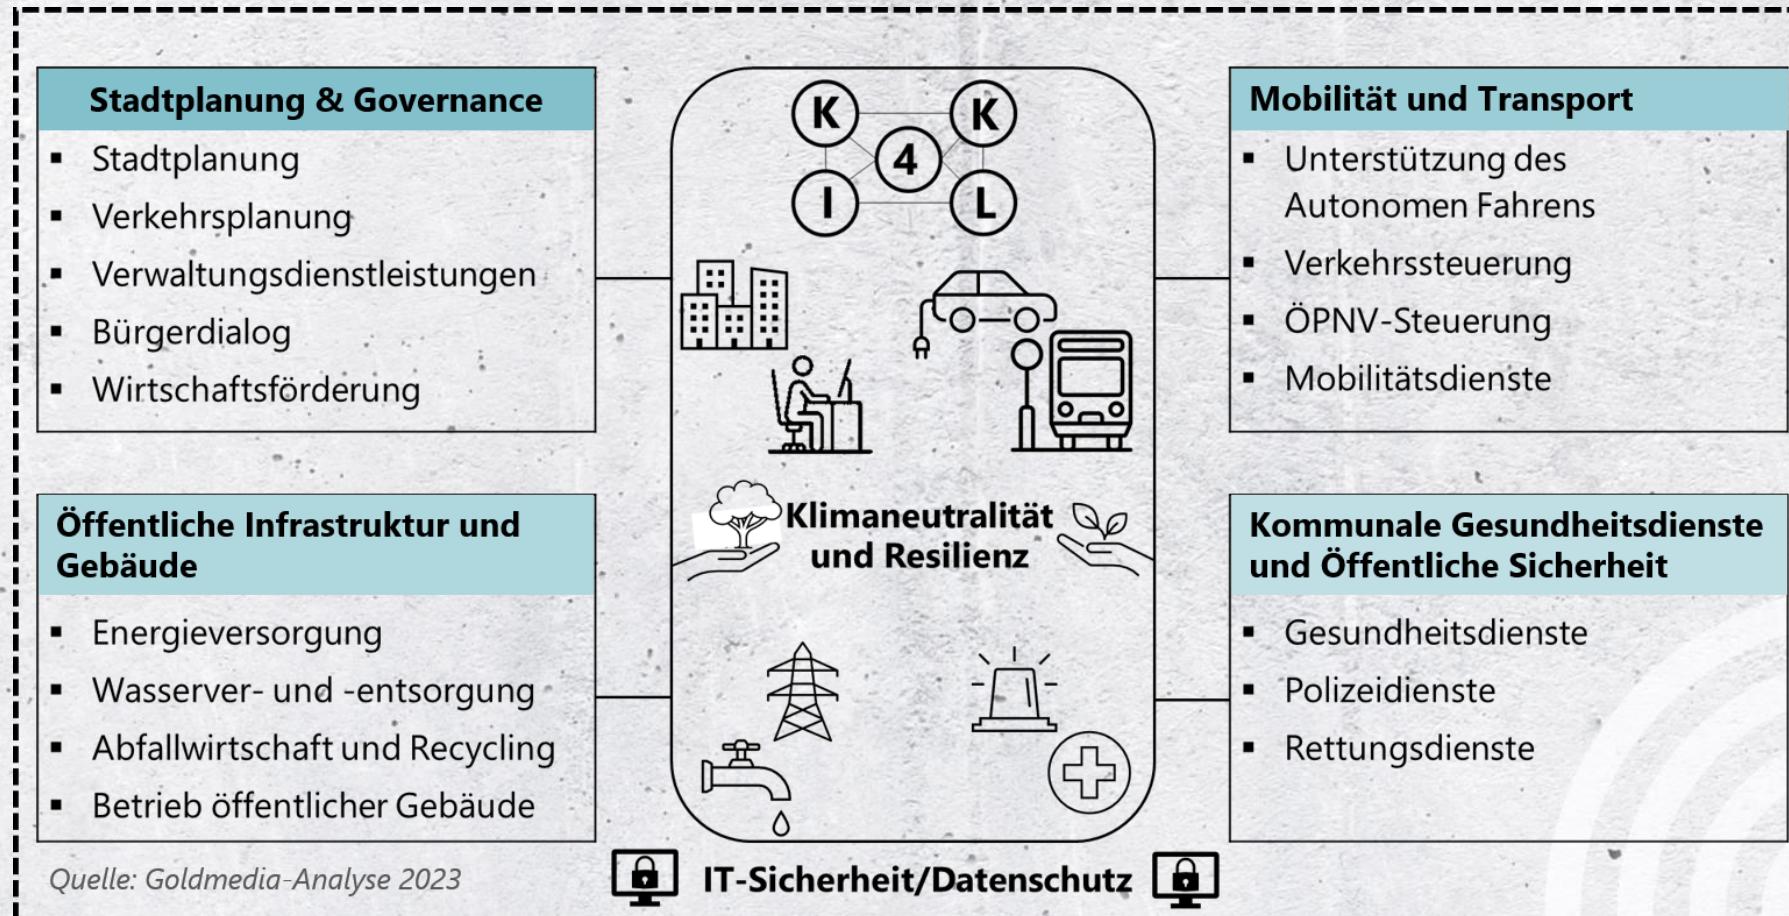 Stadtplanung & Governance
▪ Stadtplanung
▪ Verkehrsplanung
▪ Verwaltungsdienstleistungen
▪ Bürgerdialog
▪ Wirtschaftsförderung
K K
4
I L
Mobilität und Transport
▪ Unterstützung des
Autonomen Fahrens
▪ Verkehrssteuerung
▪ ÖPNV-Steuerung
▪ Mobilitätsdienste
Klimaneutralität
und Resilienz
Öffentliche Infrastruktur und
Gebäude
▪ Energieversorgung
▪ Wasserver- und -entsorgung
▪ Abfallwirtschaft und Recycling
▪ Betrieb öffentlicher Gebäude
Kommunale Gesundheitsdienste
und Öffentliche Sicherheit
▪ Gesundheitsdienste
▪ Polizeidienste
▪ Rettungsdienste
Quelle: Goldmedia-Analyse 2023
IT-Sicherheit/Datenschutz